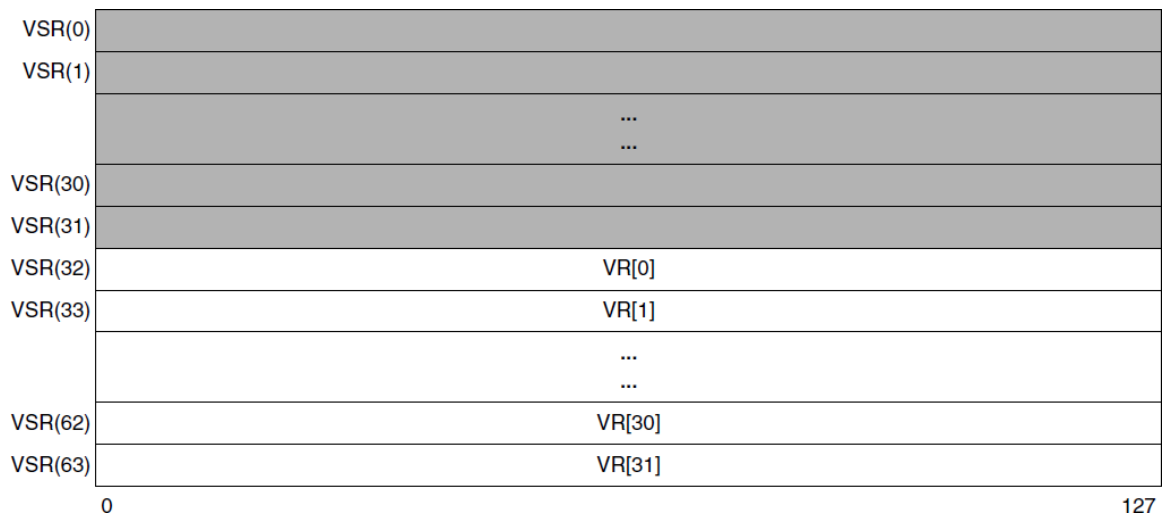 VSR(0)
VSR(1)
...
...
VSR(30)
VSR(31)
VSR(32) VR[0]
VSR(33) VR[1]
...
...
VSR(62) VR[30]
VSR(63) VR[31]
0 127